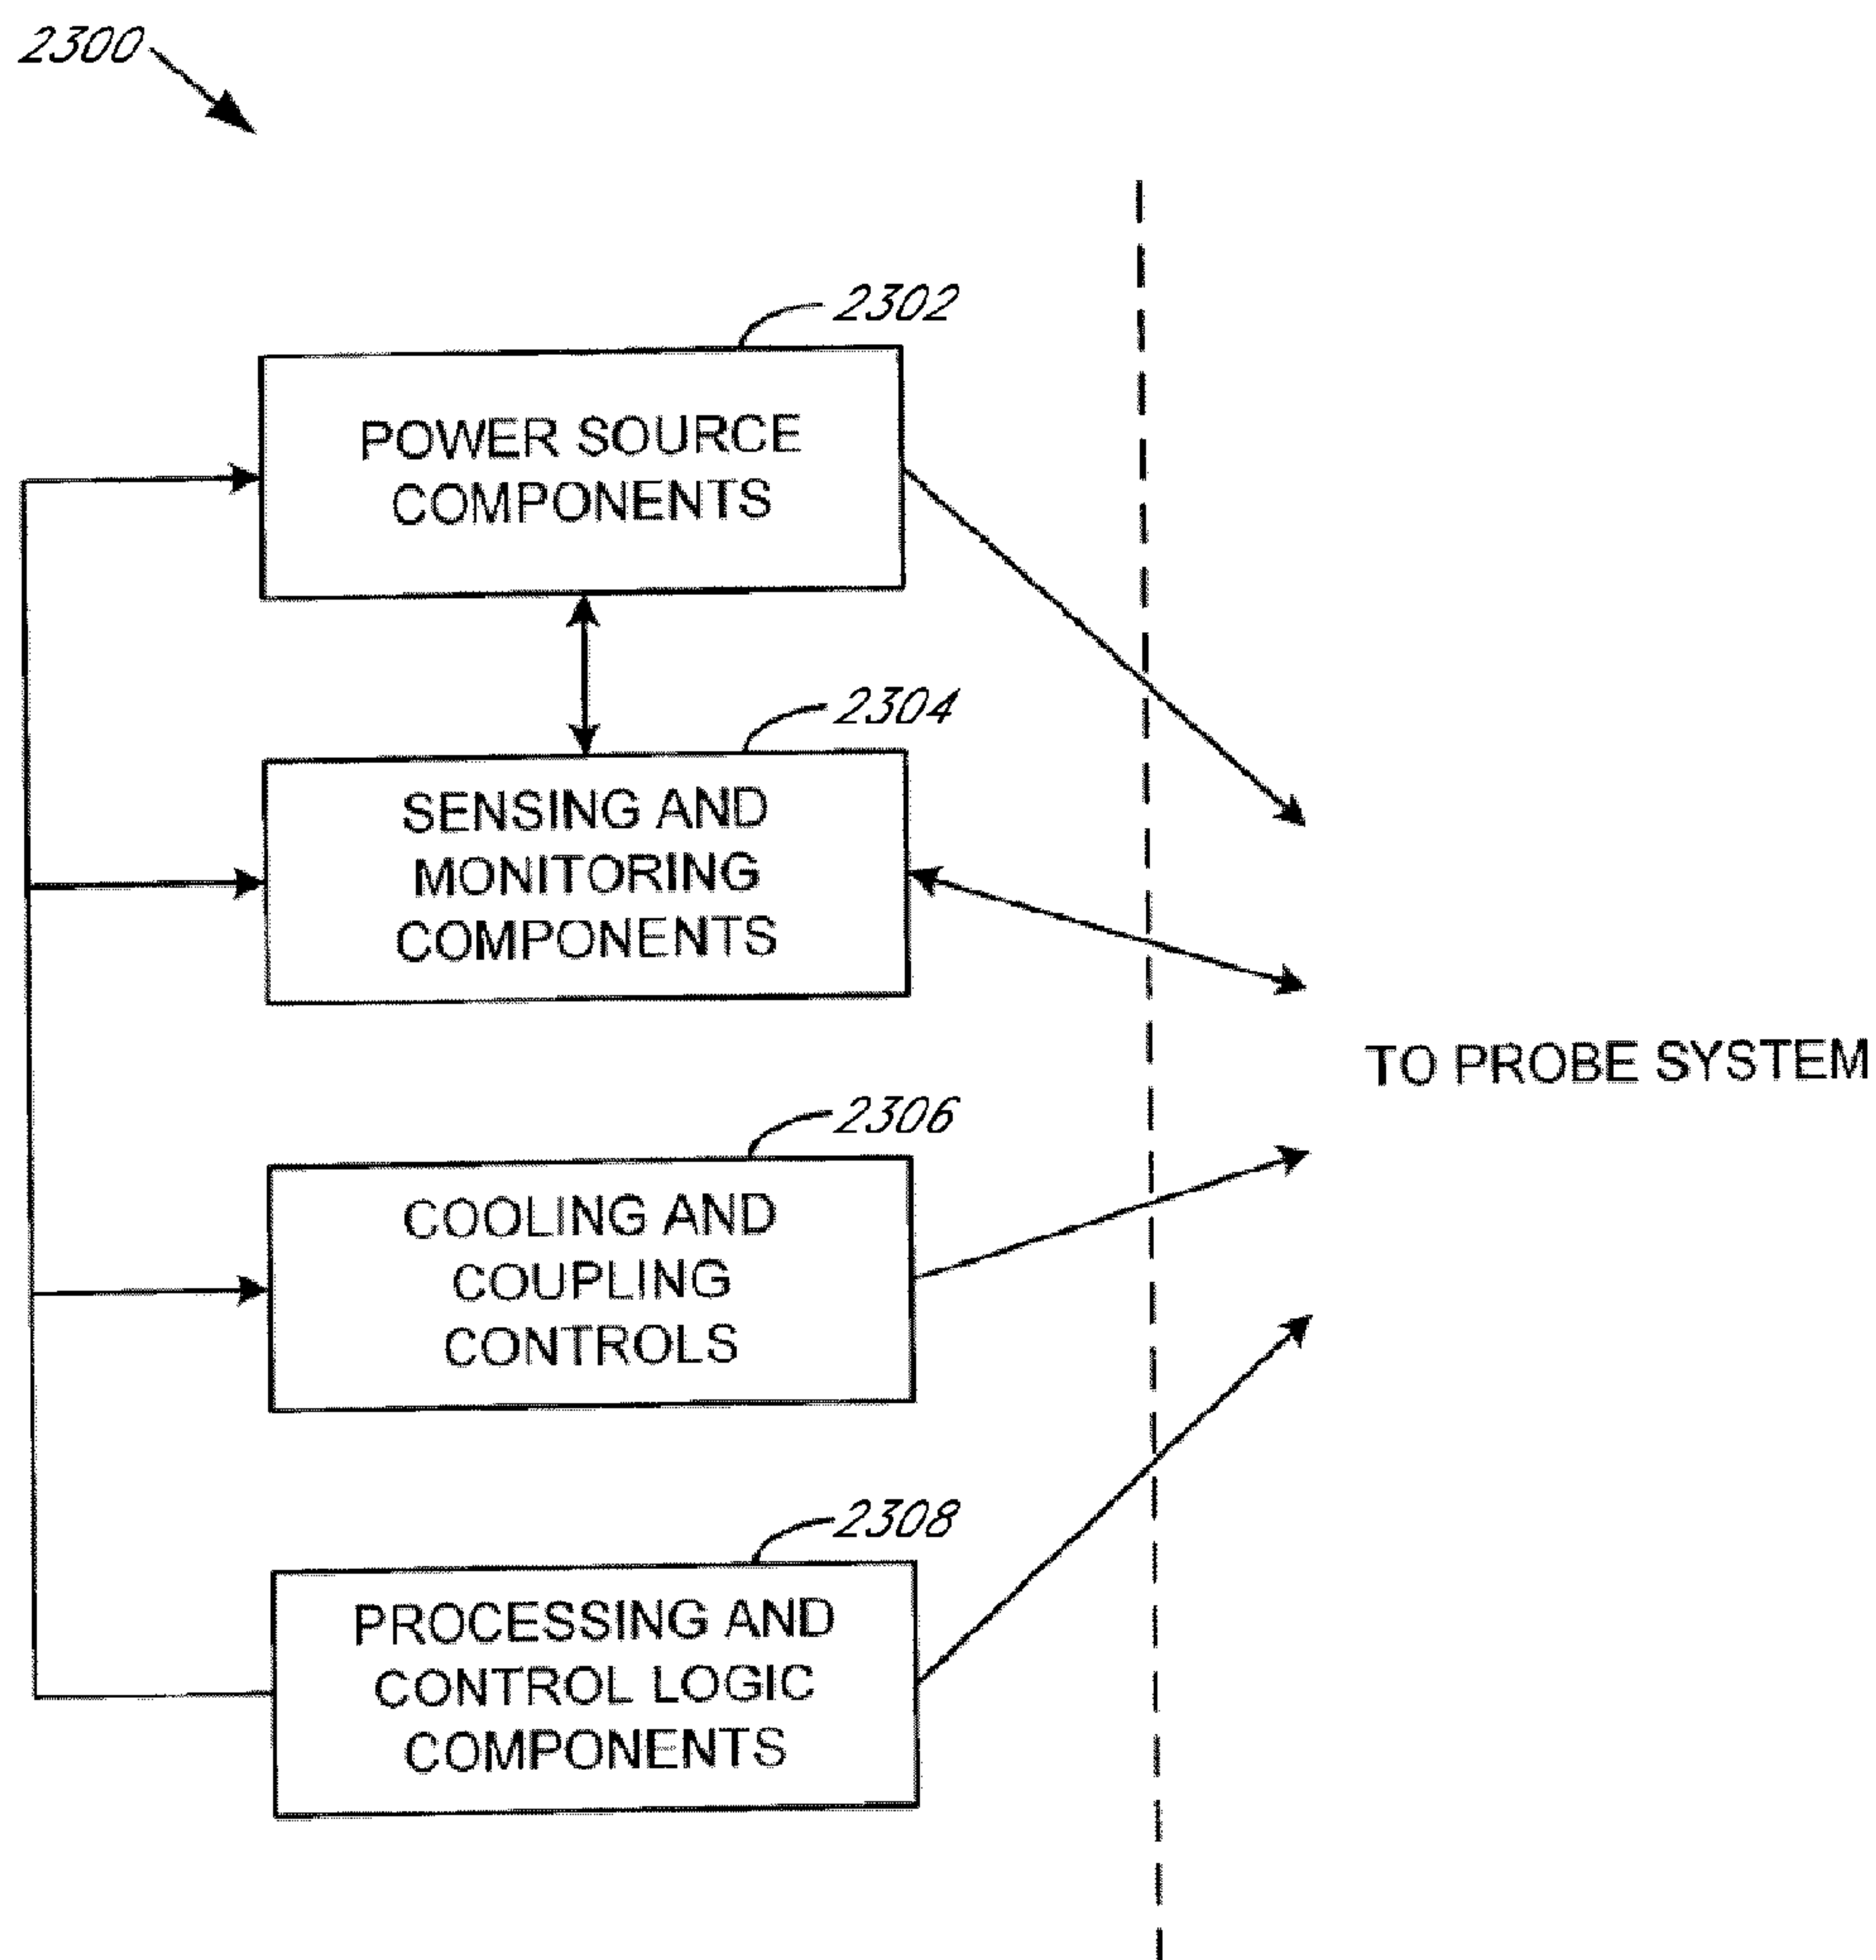 2300
2302
POWER SOURCE
COMPONENTS
2304
SENSING AND
MONITORING
COMPONENTS
TO PROBE SYSTEM
2306
COOLING AND
COUPLING
CONTROLS
2308
PROCESSING AND
CONTROL LOGIC
COMPONENTS